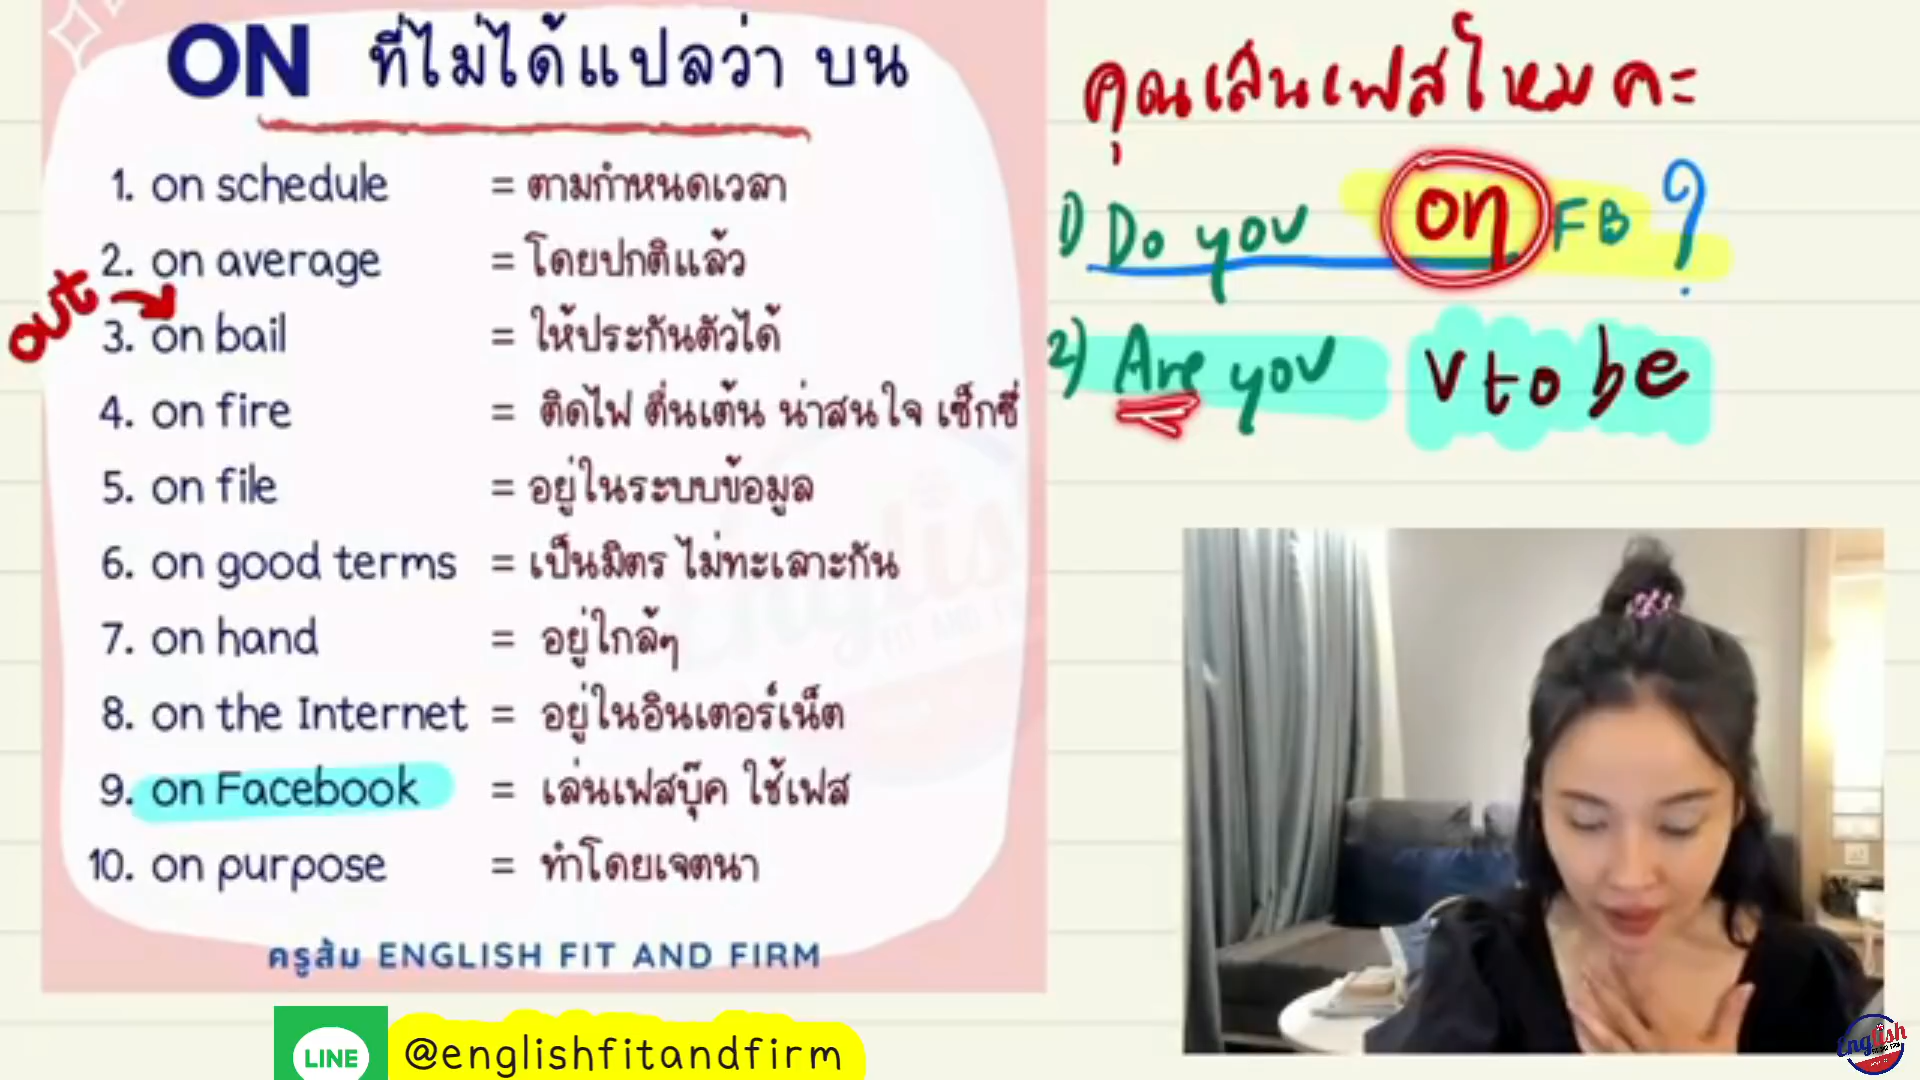 ON ที่ไม่ได้แปลว่า บน
1. on schedule = ตามกำหนดเวลา
2. on average = โดยปกติแล้ว
out
3. on bail = ให้ประกันตัวได้
4. on fire = ติดไฟ ตื่นเต้น น่าสนใจ เซ็กซี่
5. on file = อยู่ในระบบข้อมูล
6. on good terms = เป็นมิตร ไม่ทะเลาะกัน
7. on hand = อยู่ใกล้ๆ
8. on the Internet = อยู่ในอินเตอร์เน็ต
9. on Facebook = เล่นเฟสบุ๊ค ใช้เฟส
10. on purpose = ทำโดยเจตนา
ครูส้ม ENGLISH FIT AND FIRM
LINE @englishfitandfirm
คุณเล่นเฟสไหมคะ
1) Do you on FB ?
2) Are you V to be
English
FIT AND FIRM